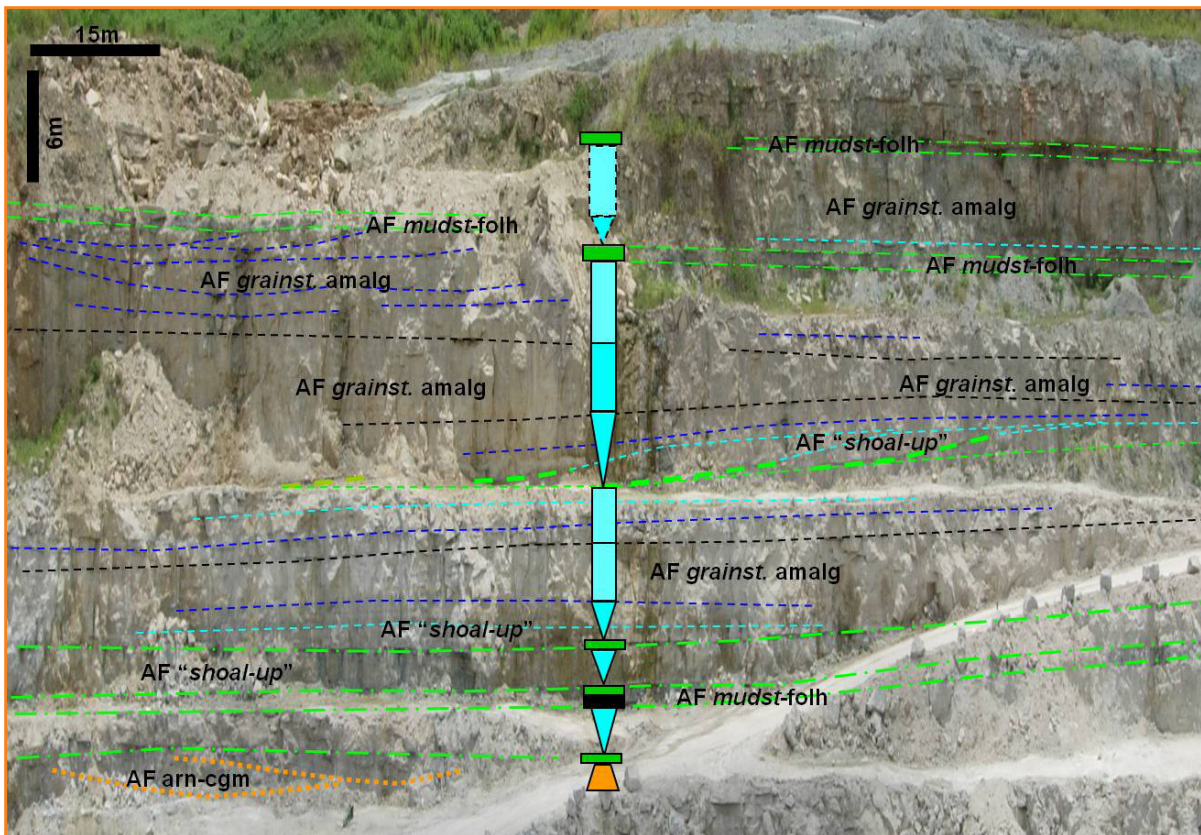 15m
6m
AF mudst-folh
AF grainst. amalg
AF mudst-folh
AF mudst-folh
AF grainst. amalg
AF grainst. amalg
AF grainst. amalg
AF “shoal-up”
AF grainst. amalg
AF “shoal-up”
AF “shoal-up”
AF mudst-folh
AF arn-cgm